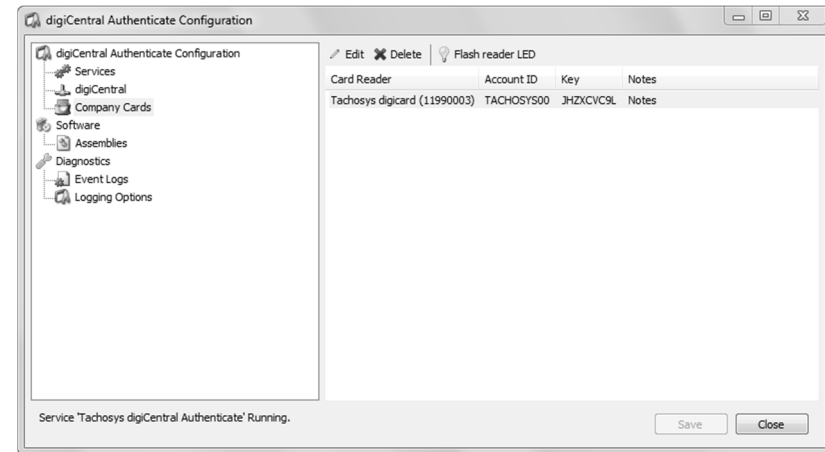 digiCentral Authenticate Configuration
digiCentral Authenticate Configuration
Services
digiCentral
Company Cards
Software
Assemblies
Diagnostics
Event Logs
Logging Options
Edit Delete Flash reader LED
Card Reader Account ID Key Notes
Tachosys digicard (11990003) TACHOSYS00 JHZXCVC9L Notes
Service 'Tachosys digiCentral Authenticate' Running.
Save Close